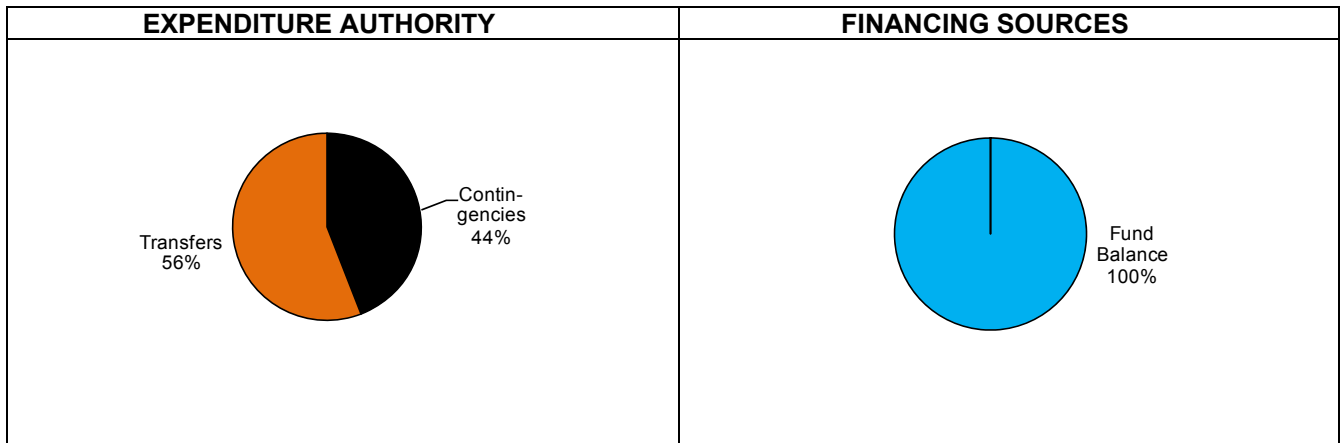 EXPENDITURE AUTHORITY
FINANCING SOURCES
Contin-
gencies
44%
Transfers
56%
Fund
Balance
100%